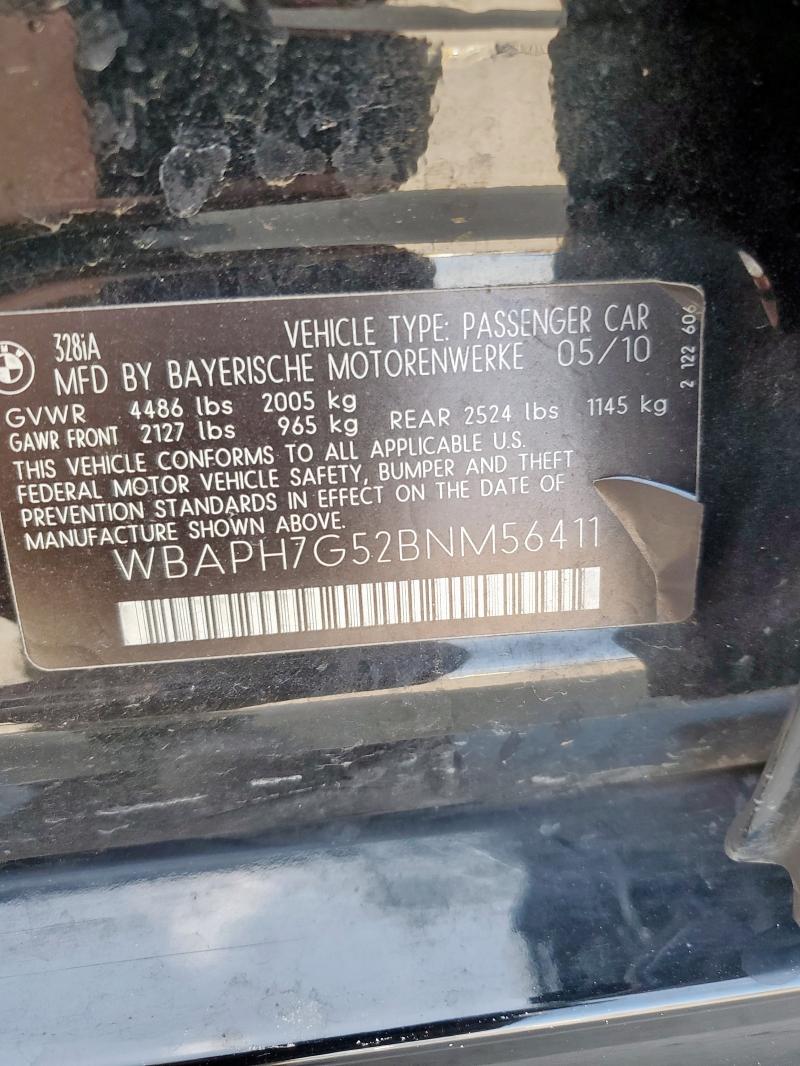 328iA
VEHICLE TYPE: PASSENGER CAR
MFD BY BAYERISCHE MOTORENWERKE 05/10
GVWR 4486 lbs 2005 kg
GAWR FRONT 2127 lbs 965 kg REAR 2524 lbs 1145 kg
THIS VEHICLE CONFORMS TO ALL APPLICABLE U.S.
FEDERAL MOTOR VEHICLE SAFETY, BUMPER AND THEFT
PREVENTION STANDARDS IN EFFECT ON THE DATE OF
MANUFACTURE SHOWN ABOVE.
WBAPH7G52BNM56411
2 122 606